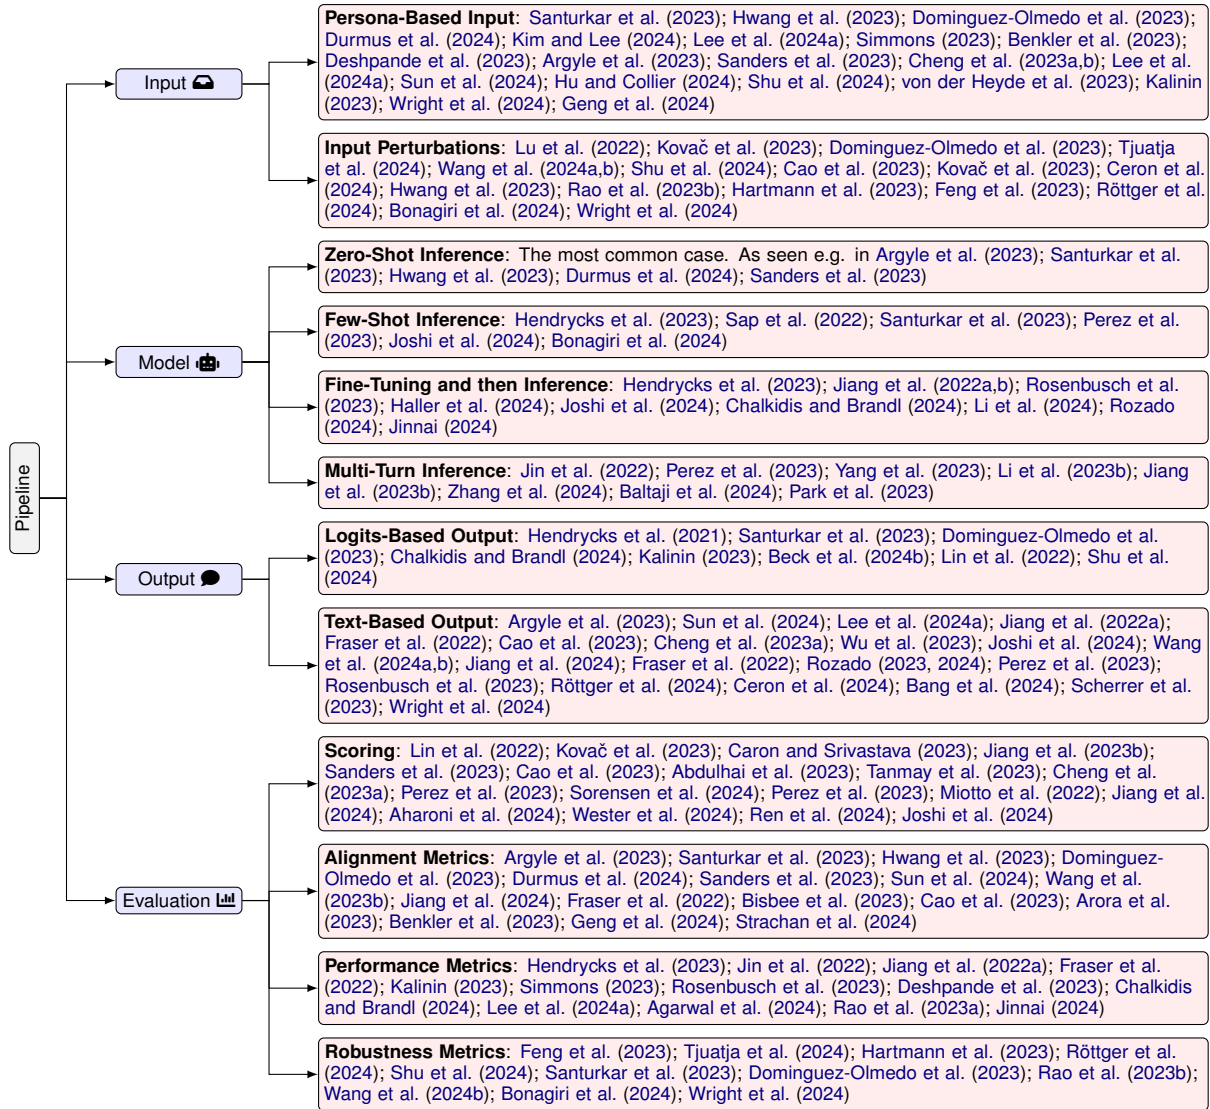 Pipeline
Input
Persona-Based Input: Santurkar et al. (2023); Hwang et al. (2023); Dominguez-Olmedo et al. (2023);
Durmus et al. (2024); Kim and Lee (2024); Lee et al. (2024a); Simmons (2023); Benkler et al. (2023);
Deshpande et al. (2023); Argyle et al. (2023); Sanders et al. (2023); Cheng et al. (2023a,b); Lee et al.
(2024a); Sun et al. (2024); Hu and Collier (2024); Shu et al. (2024); von der Heyde et al. (2023); Kalinin
(2023); Wright et al. (2024); Geng et al. (2024)
Input Perturbations: Lu et al. (2022); Kovač et al. (2023); Dominguez-Olmedo et al. (2023); Tjuatja
et al. (2024); Wang et al. (2024a,b); Shu et al. (2024); Cao et al. (2023); Kovač et al. (2023); Ceron et al.
(2024); Hwang et al. (2023); Rao et al. (2023b); Hartmann et al. (2023); Feng et al. (2023); Röttger et al.
(2024); Bonagiri et al. (2024); Wright et al. (2024)
Model
Zero-Shot Inference: The most common case. As seen e.g. in Argyle et al. (2023); Santurkar et al.
(2023); Hwang et al. (2023); Durmus et al. (2024); Sanders et al. (2023)
Few-Shot Inference: Hendrycks et al. (2023); Sap et al. (2022); Santurkar et al. (2023); Perez et al.
(2023); Joshi et al. (2024); Bonagiri et al. (2024)
Fine-Tuning and then Inference: Hendrycks et al. (2023); Jiang et al. (2022a,b); Rosenbusch et al.
(2023); Haller et al. (2024); Joshi et al. (2024); Chalkidis and Brandl (2024); Li et al. (2024); Rozado
(2024); Jinnai (2024)
Multi-Turn Inference: Jin et al. (2022); Perez et al. (2023); Yang et al. (2023); Li et al. (2023b); Jiang
et al. (2023b); Zhang et al. (2024); Baltaji et al. (2024); Park et al. (2023)
Output
Logits-Based Output: Hendrycks et al. (2021); Santurkar et al. (2023); Dominguez-Olmedo et al.
(2023); Chalkidis and Brandl (2024); Kalinin (2023); Beck et al. (2024b); Lin et al. (2022); Shu et al.
(2024)
Text-Based Output: Argyle et al. (2023); Sun et al. (2024); Lee et al. (2024a); Jiang et al. (2022a);
Fraser et al. (2022); Cao et al. (2023); Cheng et al. (2023a); Wu et al. (2023); Joshi et al. (2024); Wang
et al. (2024a,b); Jiang et al. (2024); Fraser et al. (2022); Rozado (2023, 2024); Perez et al. (2023);
Rosenbusch et al. (2023); Röttger et al. (2024); Ceron et al. (2024); Bang et al. (2024); Scherrer et al.
(2023); Wright et al. (2024)
Evaluation
Scoring: Lin et al. (2022); Kovač et al. (2023); Caron and Srivastava (2023); Jiang et al. (2023b);
Sanders et al. (2023); Cao et al. (2023); Abdulhai et al. (2023); Tanmay et al. (2023); Cheng et al.
(2023a); Perez et al. (2023); Sorensen et al. (2024); Perez et al. (2023); Miotto et al. (2022); Jiang et al.
(2024); Aharoni et al. (2024); Wester et al. (2024); Ren et al. (2024); Joshi et al. (2024)
Alignment Metrics: Argyle et al. (2023); Santurkar et al. (2023); Hwang et al. (2023); Dominguez-
Olmedo et al. (2023); Durmus et al. (2024); Sanders et al. (2023); Sun et al. (2024); Wang et al.
(2023b); Jiang et al. (2024); Fraser et al. (2022); Bisbee et al. (2023); Cao et al. (2023); Arora et al.
(2023); Benkler et al. (2023); Geng et al. (2024); Strachan et al. (2024)
Performance Metrics: Hendrycks et al. (2023); Jin et al. (2022); Jiang et al. (2022a); Fraser et al.
(2022); Kalinin (2023); Simmons (2023); Rosenbusch et al. (2023); Deshpande et al. (2023); Chalkidis
and Brandl (2024); Lee et al. (2024a); Agarwal et al. (2024); Rao et al. (2023a); Jinnai (2024)
Robustness Metrics: Feng et al. (2023); Tjuatja et al. (2024); Hartmann et al. (2023); Röttger et al.
(2024); Shu et al. (2024); Santurkar et al. (2023); Dominguez-Olmedo et al. (2023); Rao et al. (2023b);
Wang et al. (2024b); Bonagiri et al. (2024); Wright et al. (2024)